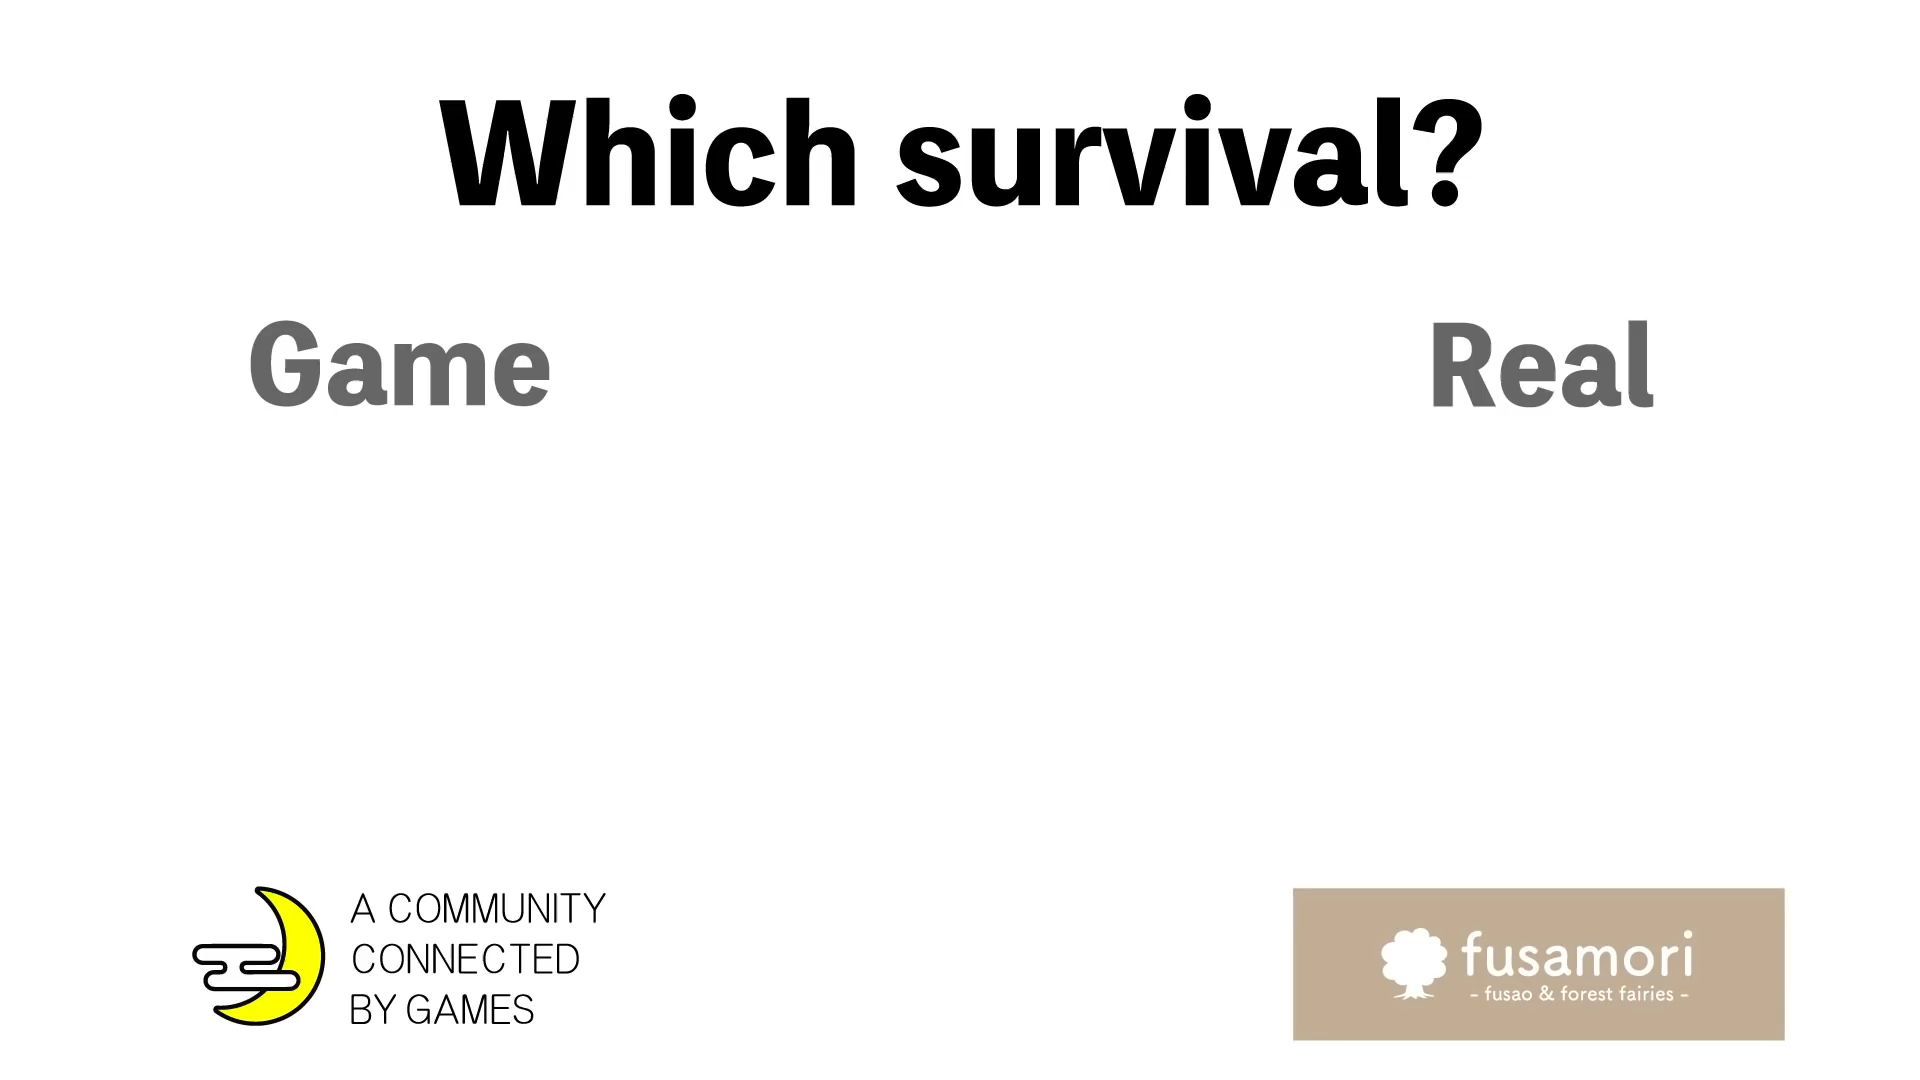 Which survival?
Game
Real
A COMMUNITY
CONNECTED
BY GAMES
fusamori
- fusao & forest fairies -